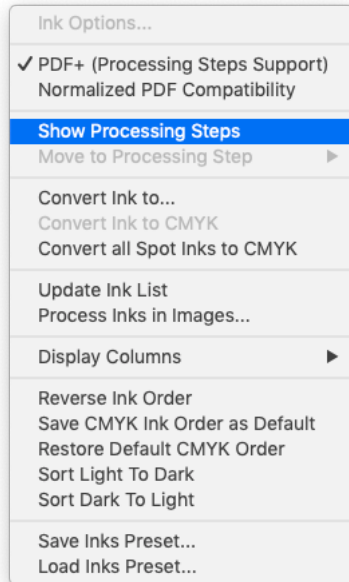 Ink Options...
✓ PDF+ (Processing Steps Support)
Normalized PDF Compatibility
Show Processing Steps
Move to Processing Step
Convert Ink to...
Convert Ink to CMYK
Convert all Spot Inks to CMYK
Update Ink List
Process Inks in Images...
Display Columns
Reverse Ink Order
Save CMYK Ink Order as Default
Restore Default CMYK Order
Sort Light To Dark
Sort Dark To Light
Save Inks Preset...
Load Inks Preset...